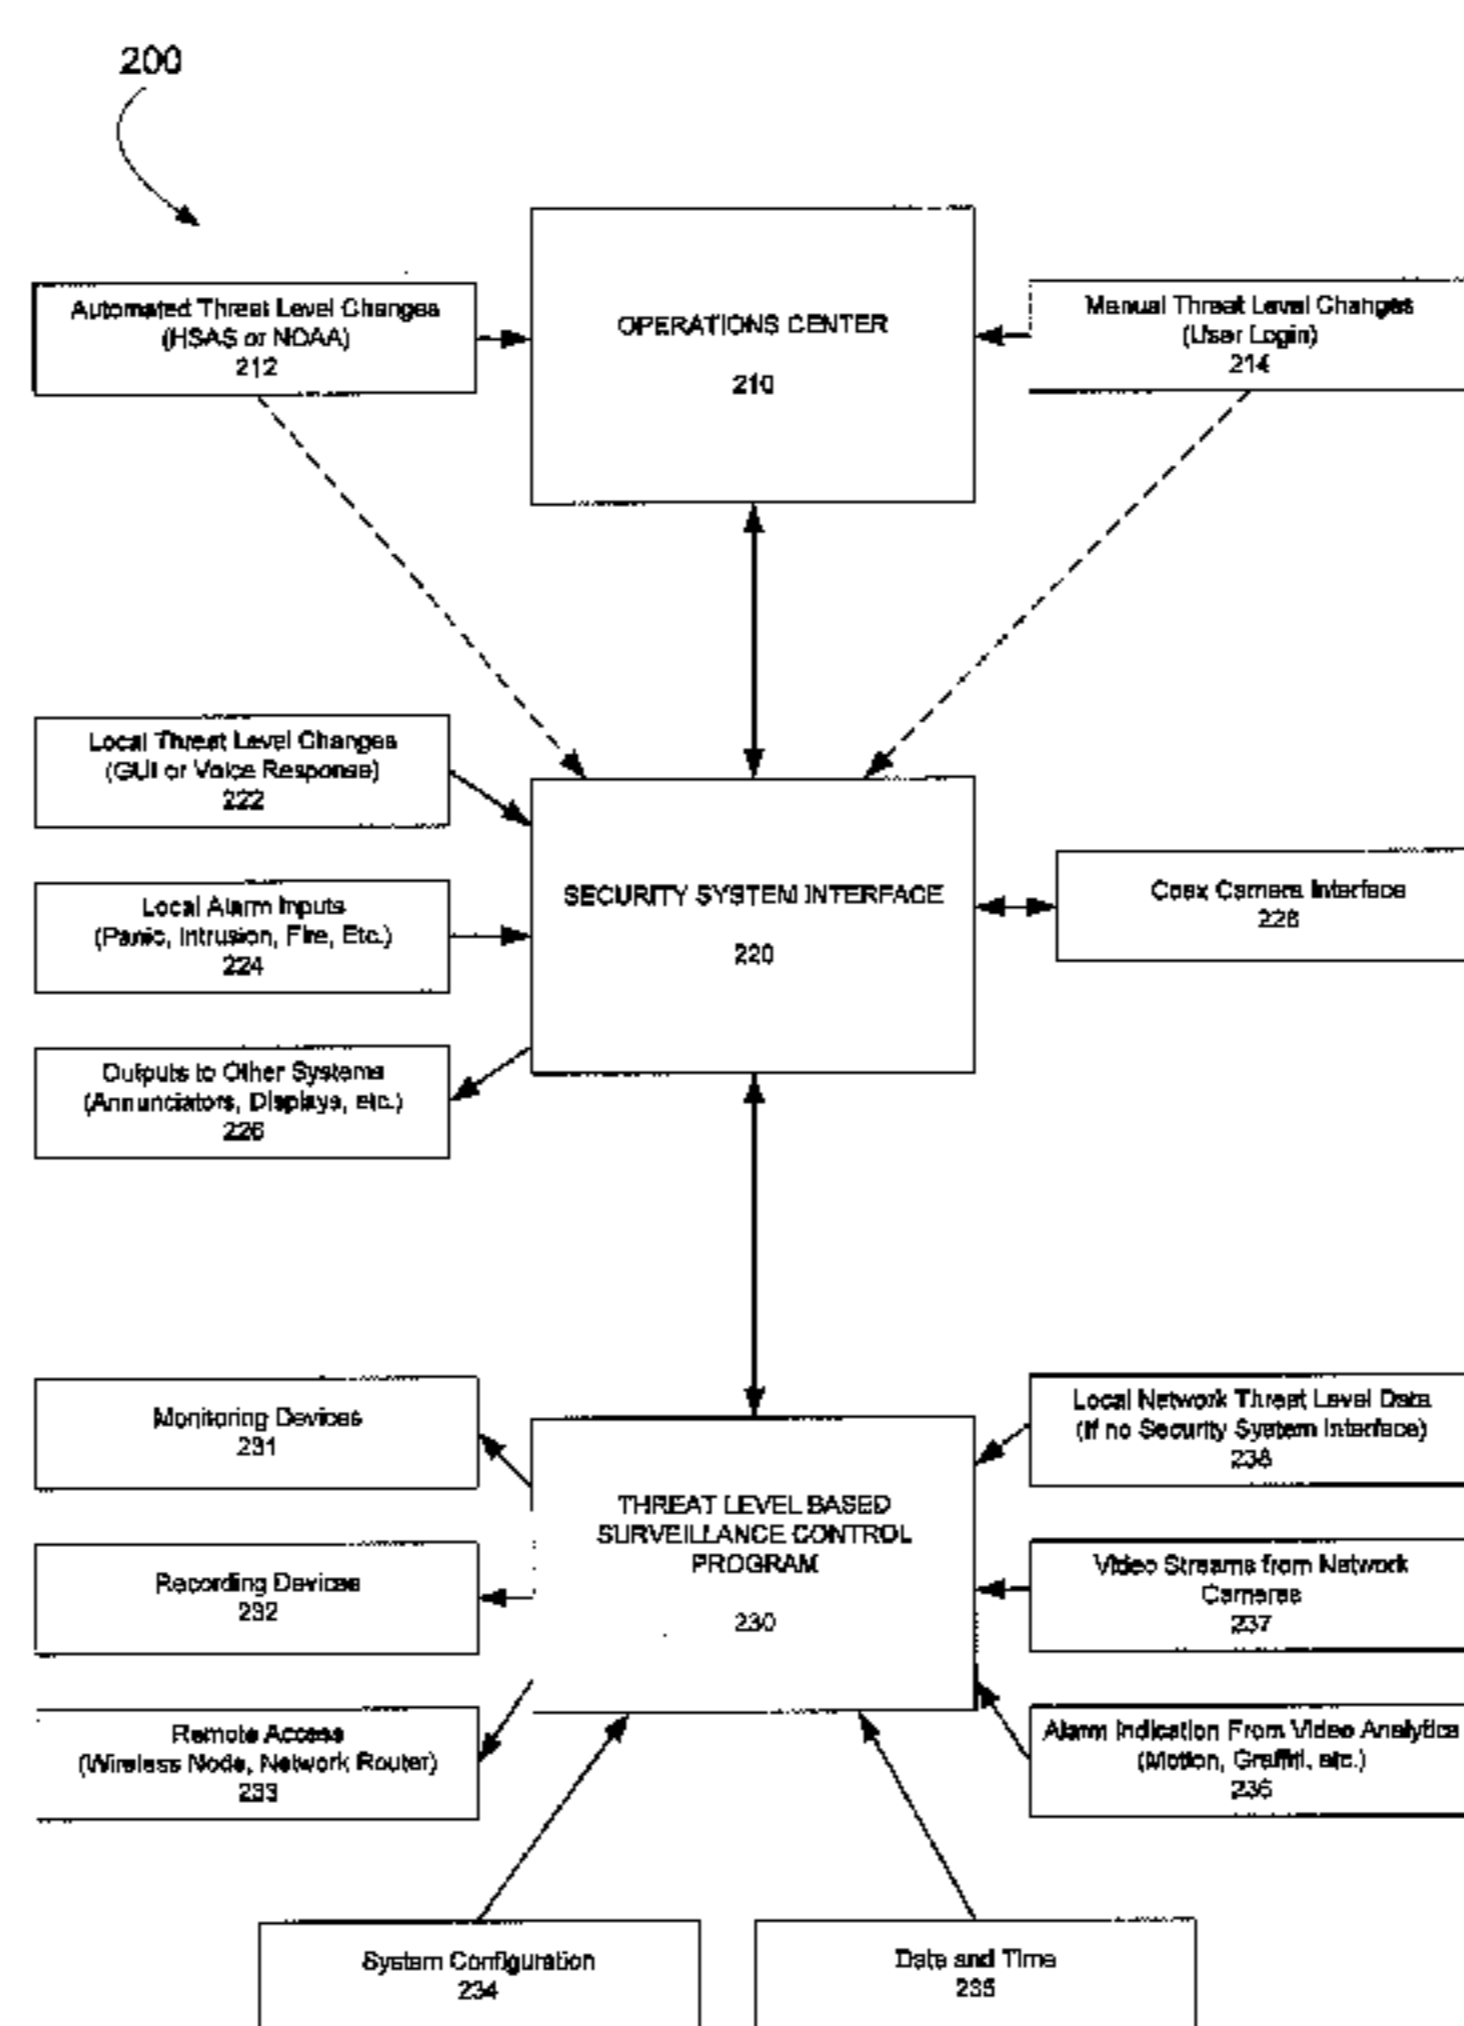 200
Automated Threat Level Changes
(HSAS or NOAA)
212
OPERATIONS CENTER
210
Manual Threat Level Changes
(User Login)
214
Local Threat Level Changes
(GUI or Voice Response)
222
Local Alarm Inputs
(Panic, Intrusion, Fire, Etc.)
224
Outputs to Other Systems
(Annunciators, Displays, etc.)
226
SECURITY SYSTEM INTERFACE
220
Coax Camera Interface
228
Monitoring Devices
231
Recording Devices
232
Remote Access
(Wireless Node, Network Router)
233
THREAT LEVEL BASED
SURVEILLANCE CONTROL
PROGRAM
230
Local Network Threat Level Data
(If no Security System Interface)
238
Video Streams from Network
Cameras
237
Alarm Indication From Video Analytics
(Motion, Graffiti, etc.)
236
System Configuration
234
Date and Time
235